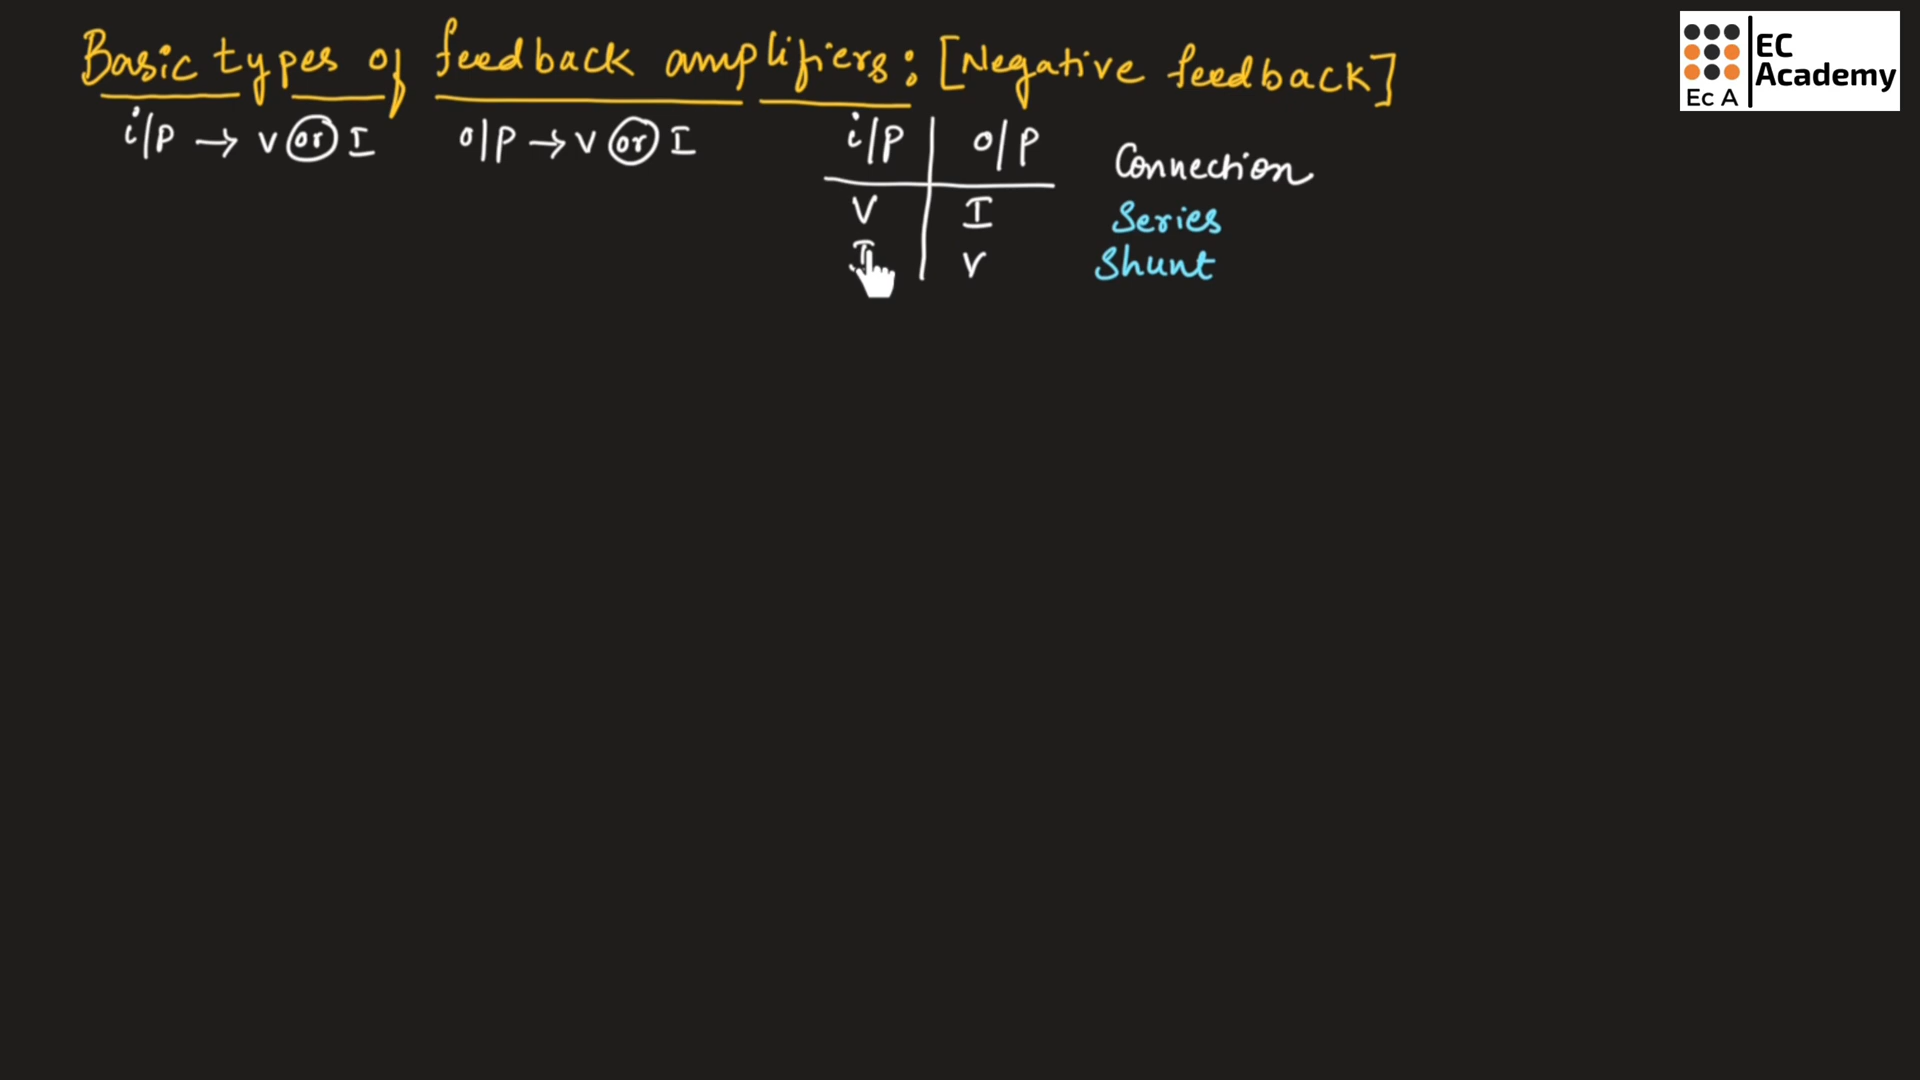 Basic types of feedback amplifiers: [Negative feedback]
i/p → v or I o/p → v or I
i/p o/p Connection
V I Series
I V Shunt
EC
Academy
Ec A